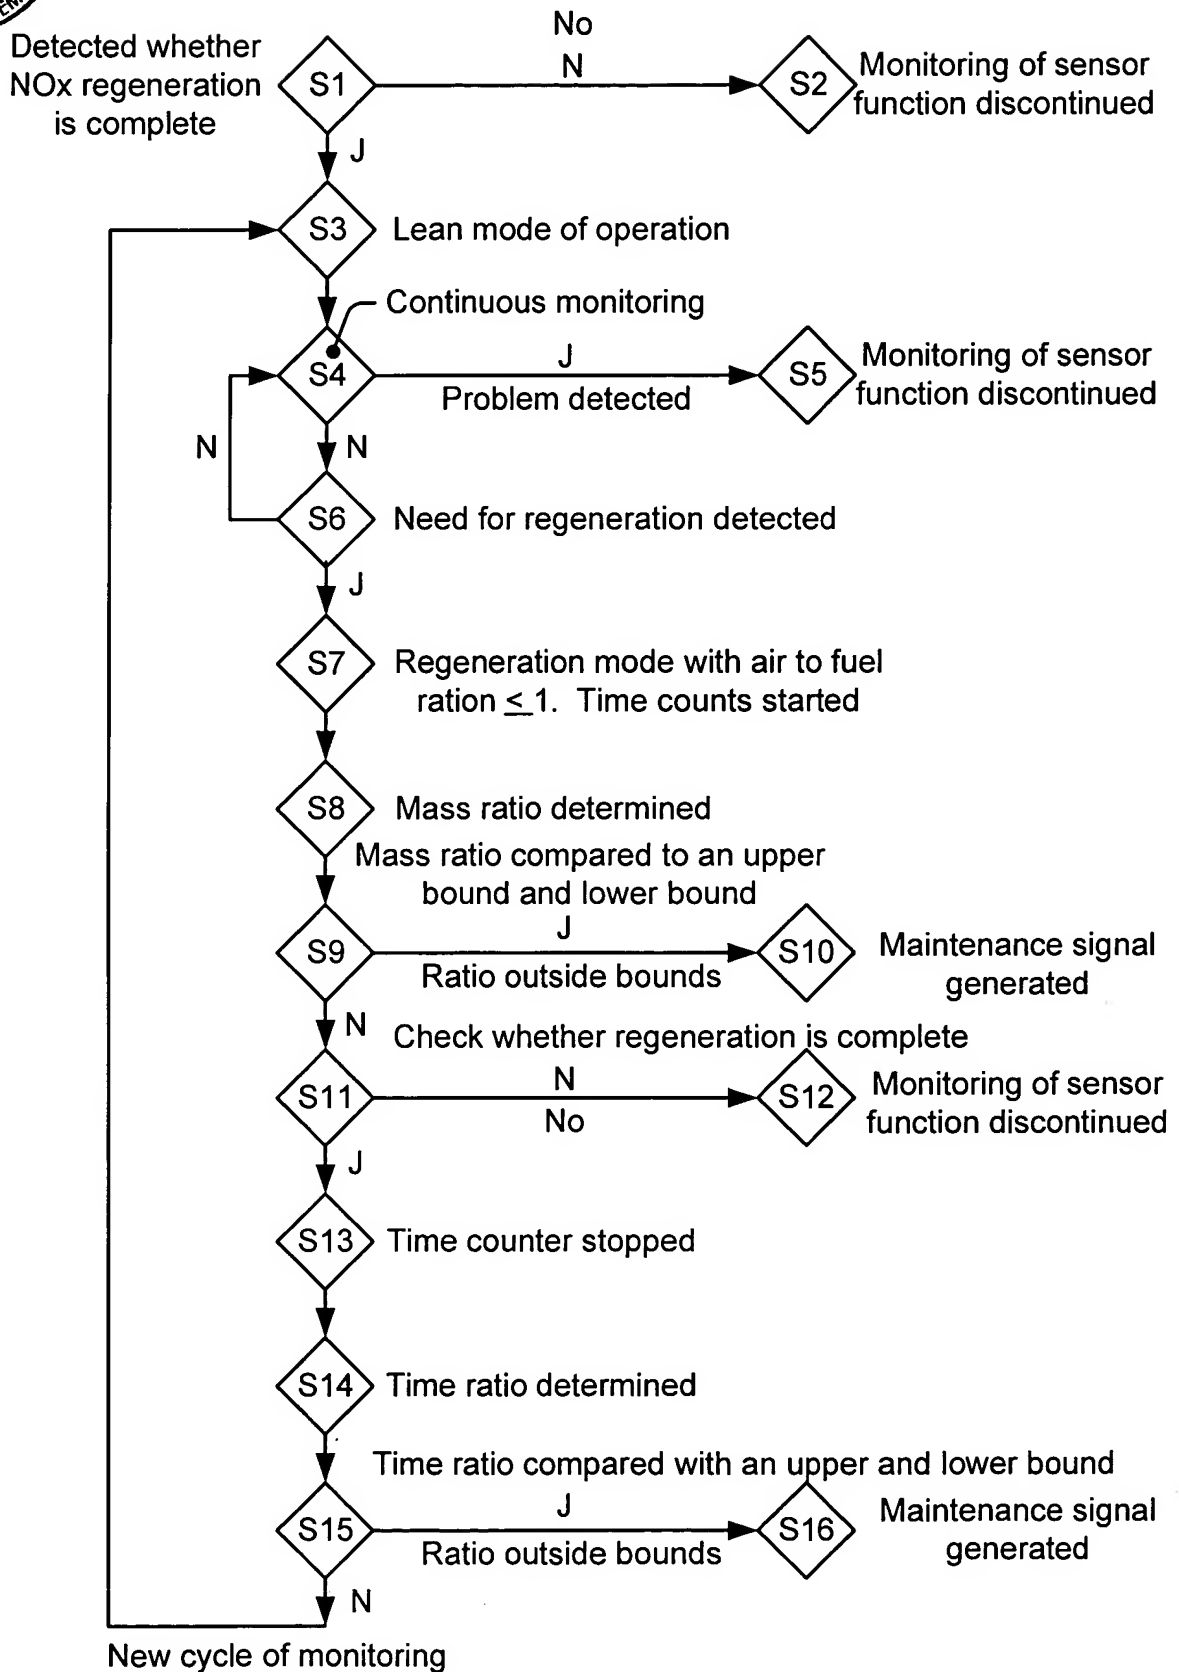 No
Detected whether
NOx regeneration
is complete
S1
N
S2
Monitoring of sensor
function discontinued
J
S3
Lean mode of operation
Continuous monitoring
S4
J
Problem detected
S5
Monitoring of sensor
function discontinued
N
N
S6
Need for regeneration detected
J
S7
Regeneration mode with air to fuel
ration ≤ 1. Time counts started
S8
Mass ratio determined
Mass ratio compared to an upper
bound and lower bound
S9
J
Ratio outside bounds
S10
Maintenance signal
generated
N
Check whether regeneration is complete
S11
N
No
S12
Monitoring of sensor
function discontinued
J
S13
Time counter stopped
S14
Time ratio determined
Time ratio compared with an upper and lower bound
S15
J
Ratio outside bounds
S16
Maintenance signal
generated
N
New cycle of monitoring